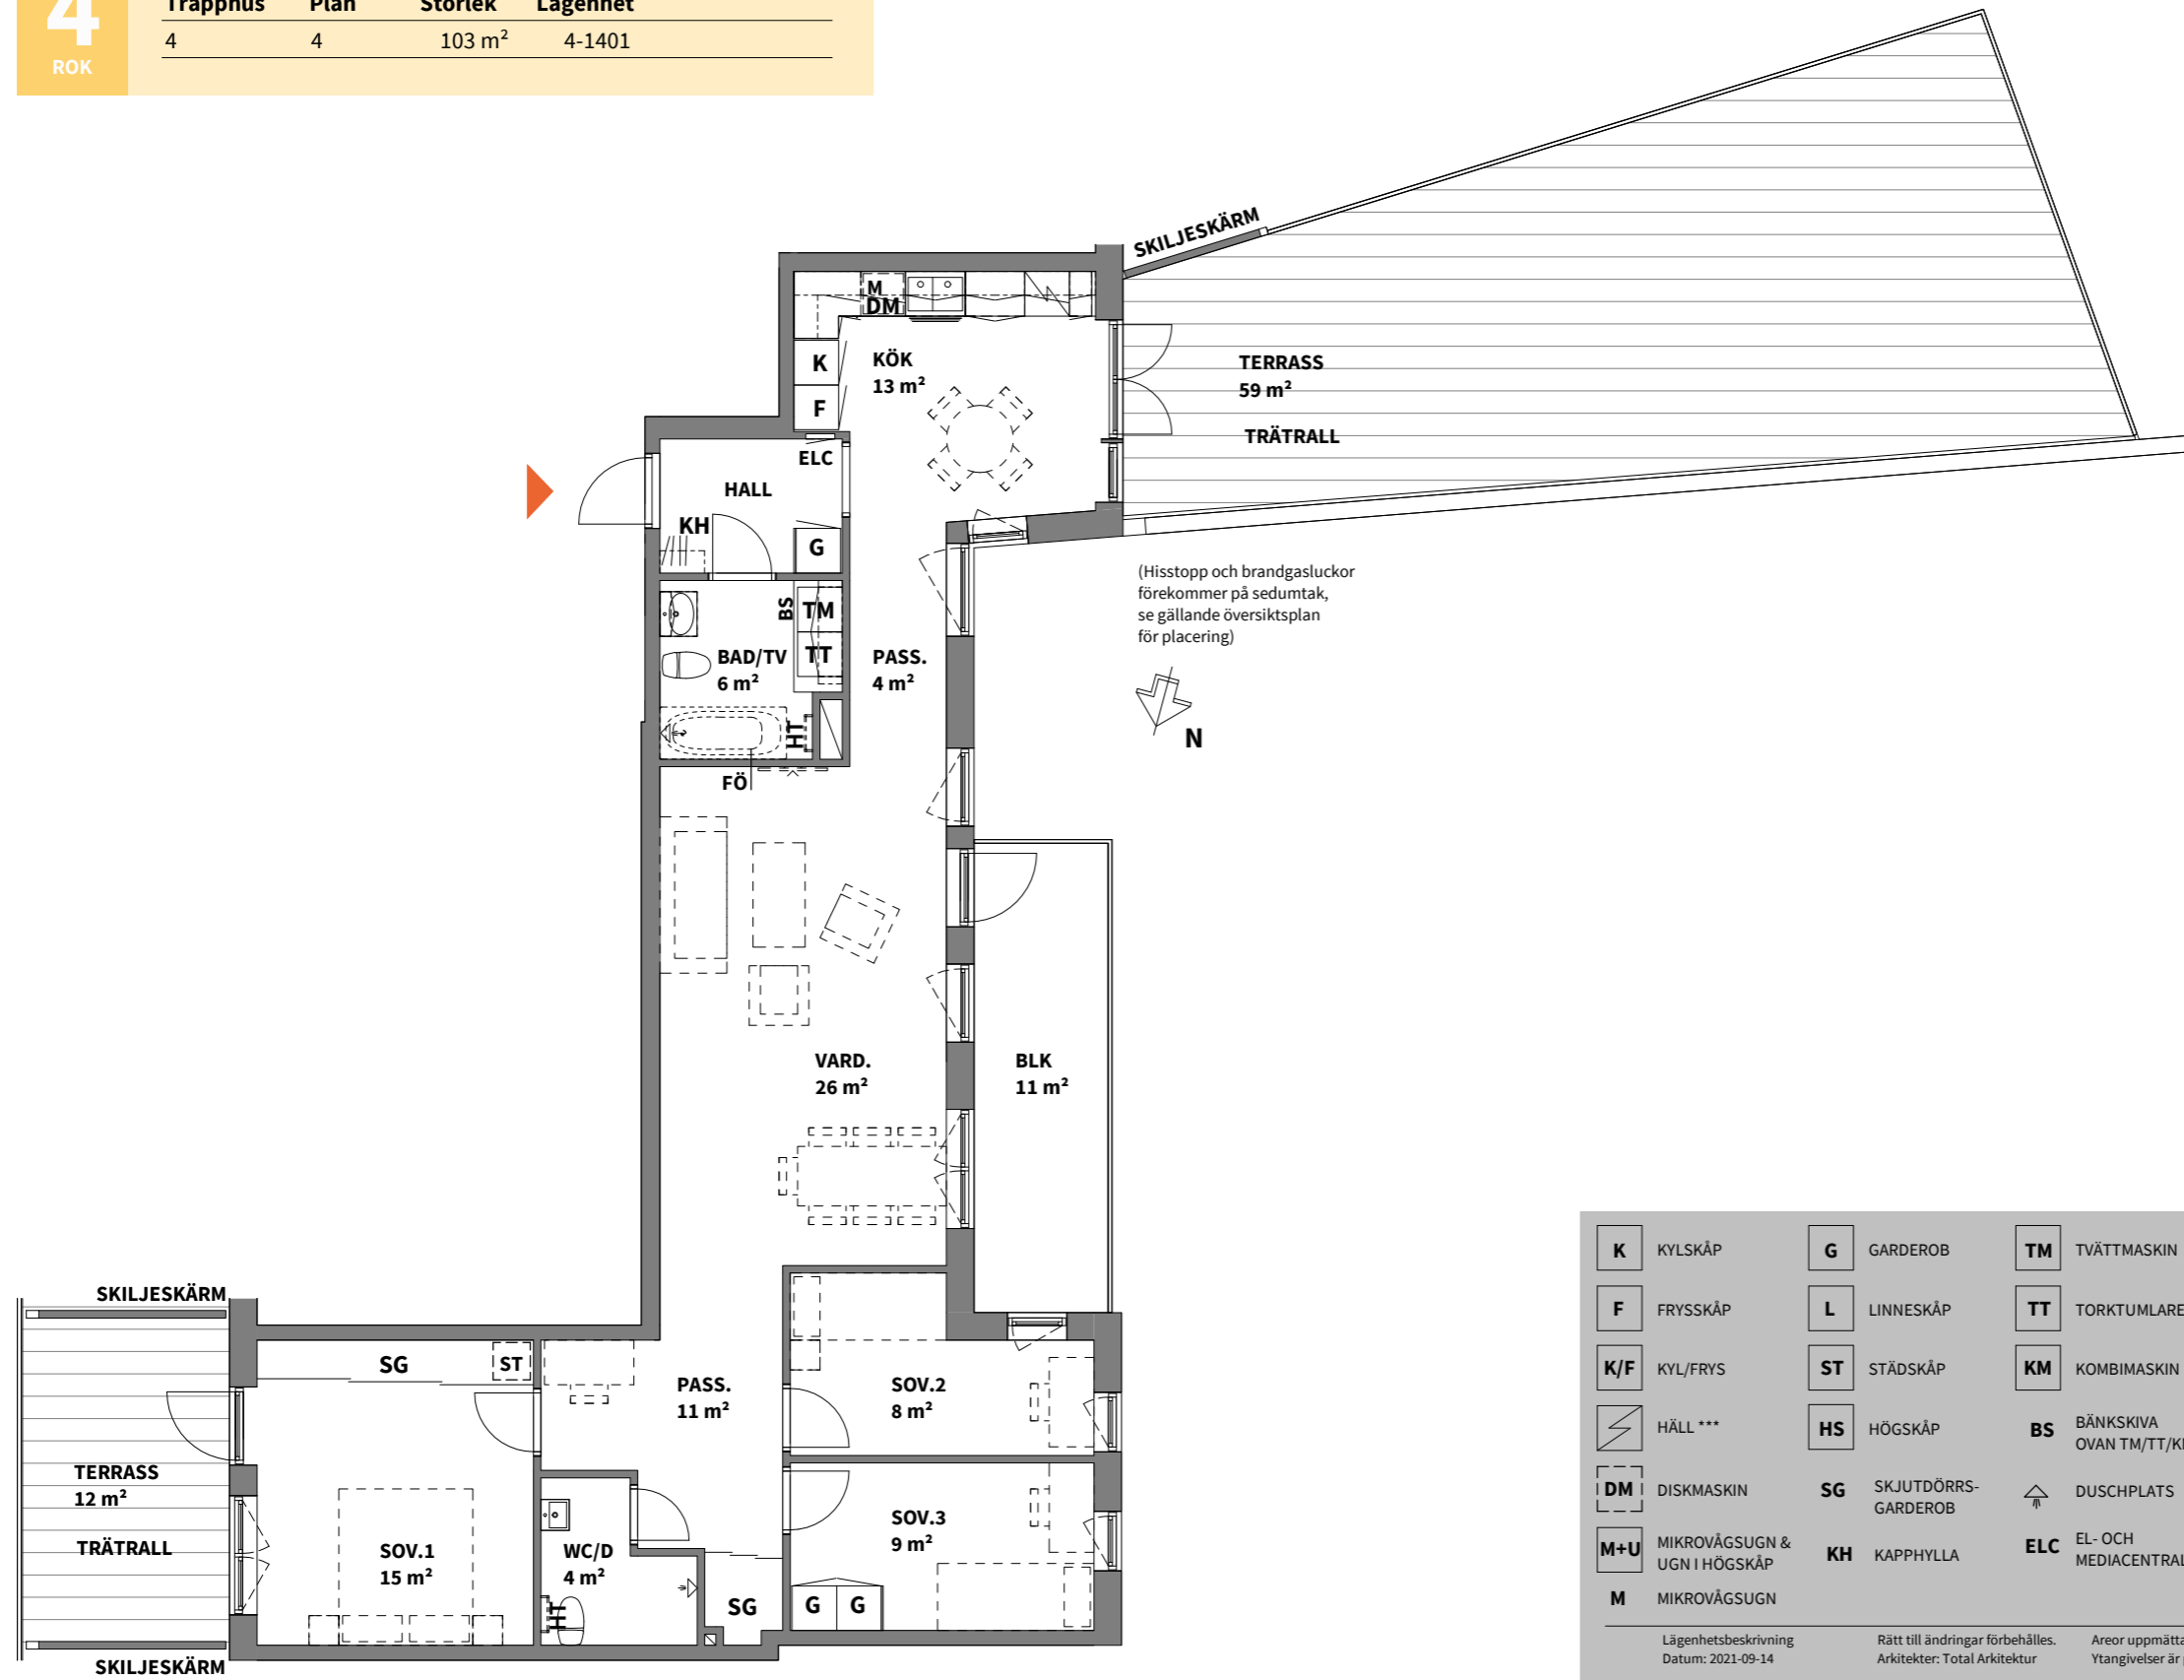 4
ROK
Trapphus Plan Storlek Lägenhet
4 4 103 m² 4-1401
SKILJESKÄRM
M
DM
K
F
KÖK
13 m²
TERRASS
59 m²
TRÄTRALL
ELC
HALL
KH
G
BS
TM
TT
BAD/TV
6 m²
PASS.
4 m²
HT
FÖ
(Hisstopp och brandgasluckor
förekommer på sedumtak,
se gällande översiktsplan
för placering)
N
VARD.
26 m²
BLK
11 m²
SKILJESKÄRM
SG
ST
PASS.
11 m²
SOV.2
8 m²
TERRASS
12 m²
TRÄTRALL
SOV.1
15 m²
WC/D
4 m²
HT
SG
SOV.3
9 m²
G G
SKILJESKÄRM
K KYLSKÅP
F FRYSSKÅP
K/F KYL/FRYS
HÄLL ***
DM DISKMASKIN
M+U MIKROVÅGSUGN &
UGN I HÖGSKÅP
M MIKROVÅGSUGN
G GARDEROB
L LINNESKÅP
ST STÄDSKÅP
HS HÖGSKÅP
SG SKJUTDÖRRS-
GARDEROB
KH KAPPHYLLA
TM TVÄTTMASKIN
TT TORKTUMLARE
KM KOMBIMASKIN
BS BÄNKSKIVA
OVAN TM/TT/
DUSCHPLATS
ELC EL- OCH
MEDIACENTRAL
Lägenhetsbeskrivning
Datum: 2021-09-14
Rätt till ändringar förbehålles.
Arkitekter: Total Arkitektur
Areor uppmätta
Ytangivelser är